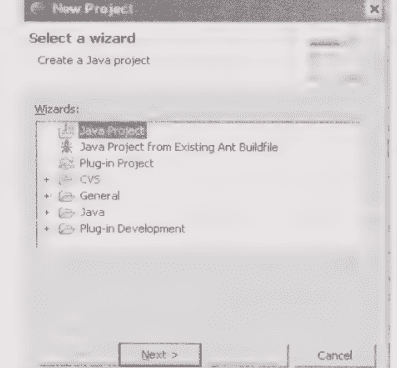 New Project
Select a wizard
Create a Java project
Wizards:
Java Project
Java Project from Existing Ant Buildfile
Plug-in Project
CVS
General
Java
Plug-in Development
Next >
Cancel